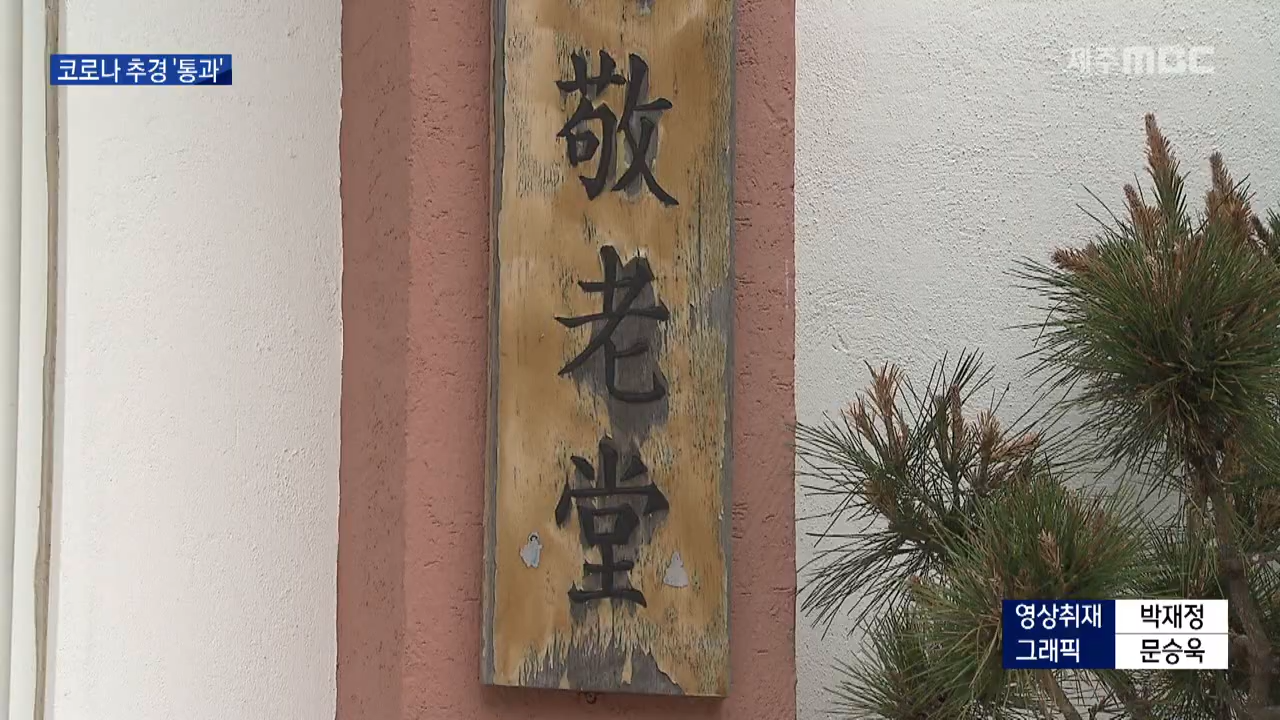 코로나 추경 '통과'
제주MBC
敬
老
堂
영상취재 박재정
그래픽 문승욱